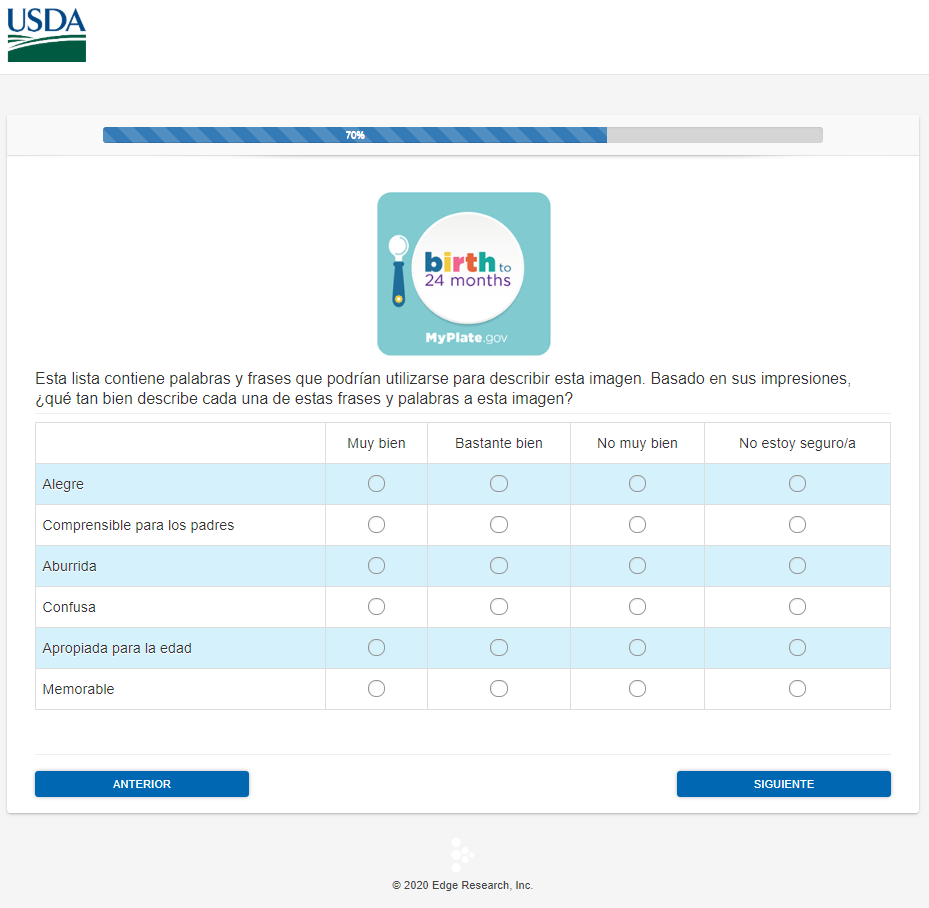 USDA
70%
birth to
24 months
MyPlate.gov
Esta lista contiene palabras y frases que podrían utilizarse para describir esta imagen. Basado en sus impresiones,
¿qué tan bien describe cada una de estas frases y palabras a esta imagen?
Muy bien Bastante bien No muy bien No estoy seguro/a
Alegre
Comprensible para los padres
Aburrida
Confusa
Apropiada para la edad
Memorable
ANTERIOR SIGUIENTE
© 2020 Edge Research, Inc.